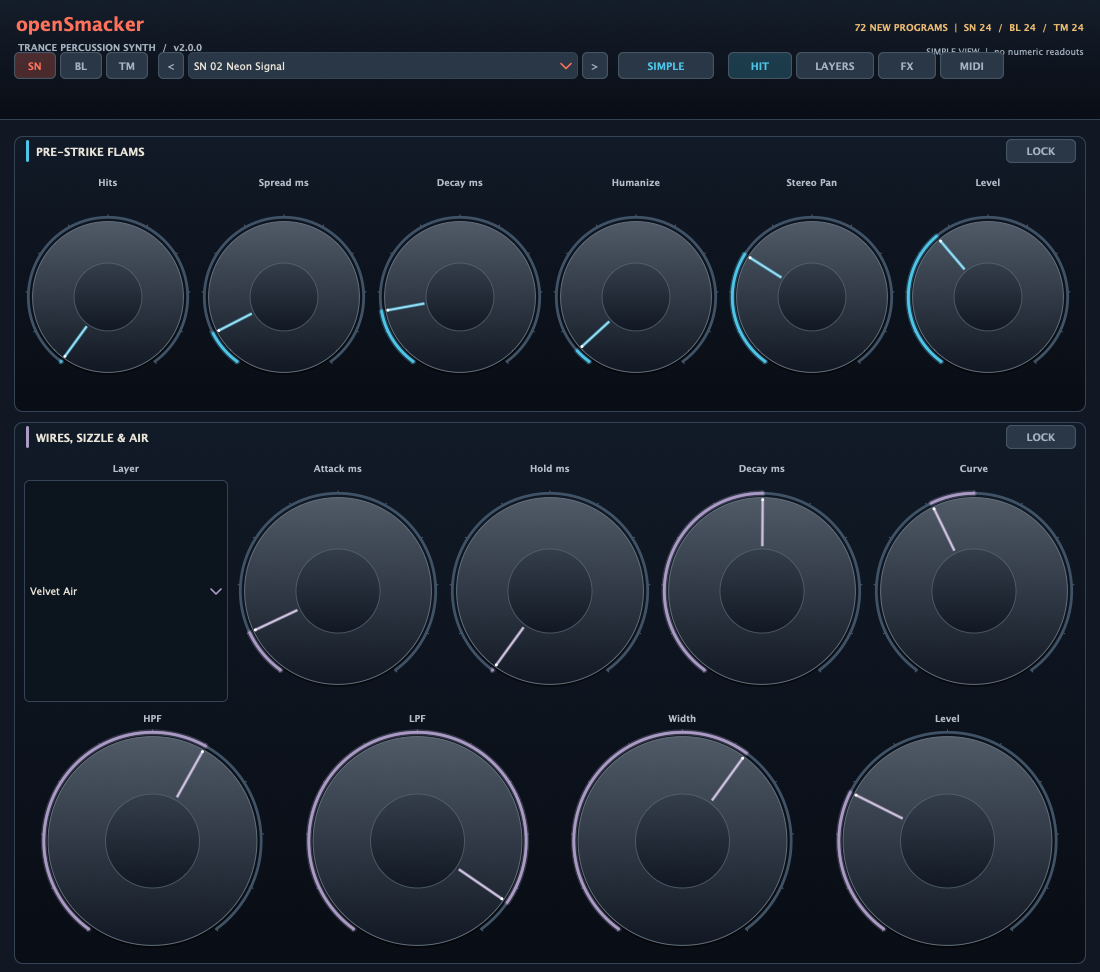 openSmacker
72 NEW PROGRAMS | SN 24 / BL 24 / TM 24
TRANCE PERCUSSION SYNTH / v2.0.0
SIMPLE VIEW | no numeric readouts
SN BL TM < SN 02 Neon Signal > SIMPLE HIT LAYERS FX MIDI
PRE-STRIKE FLAMS LOCK
Hits Spread ms Decay ms Humanize Stereo Pan Level
WIRES, SIZZLE & AIR LOCK
Layer Attack ms Hold ms Decay ms Curve
Velvet Air
HPF LPF Width Level